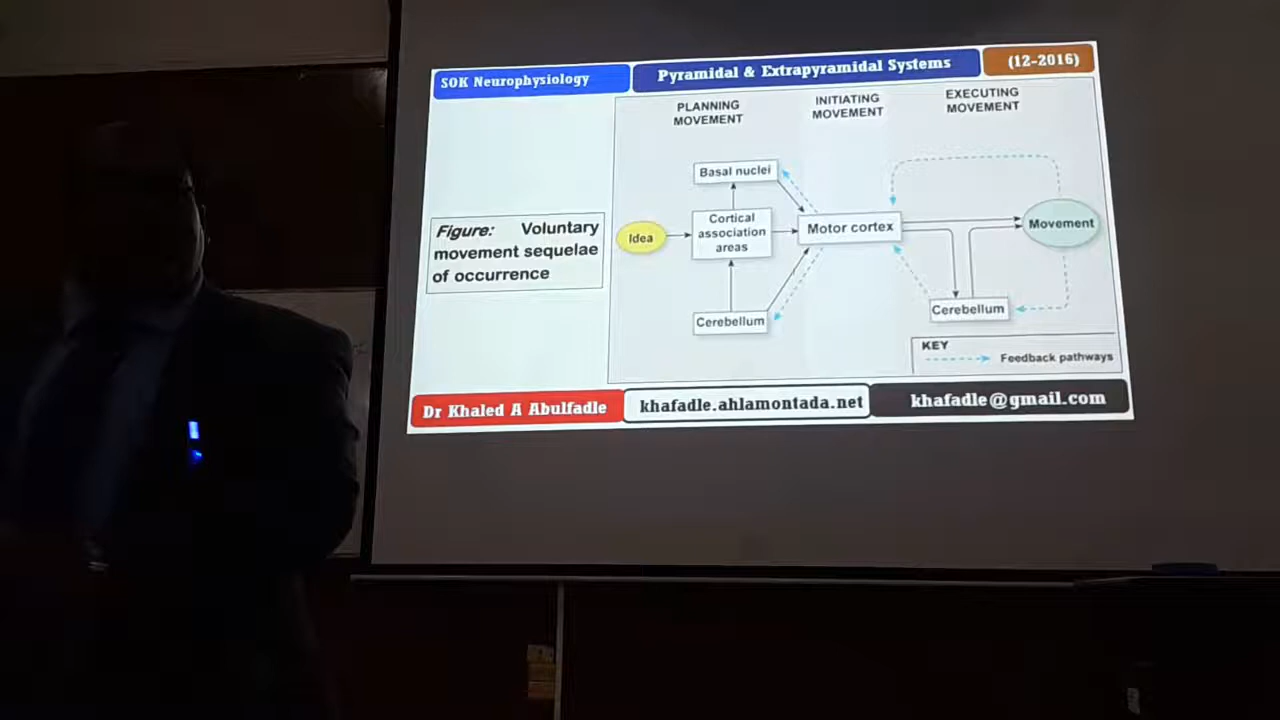 SOK Neurophysiology
Pyramidal & Extrapyramidal Systems
(12-2016)
PLANNING
MOVEMENT
INITIATING
MOVEMENT
EXECUTING
MOVEMENT
Basal nuclei
Figure: Voluntary
movement sequelae
of occurrence
Idea
Cortical
association
areas
Motor cortex
Movement
Cerebellum
Cerebellum
KEY
Feedback pathways
Dr Khaled A Abulfadle
khafadle.ahlamontada.net
khafadle@gmail.com